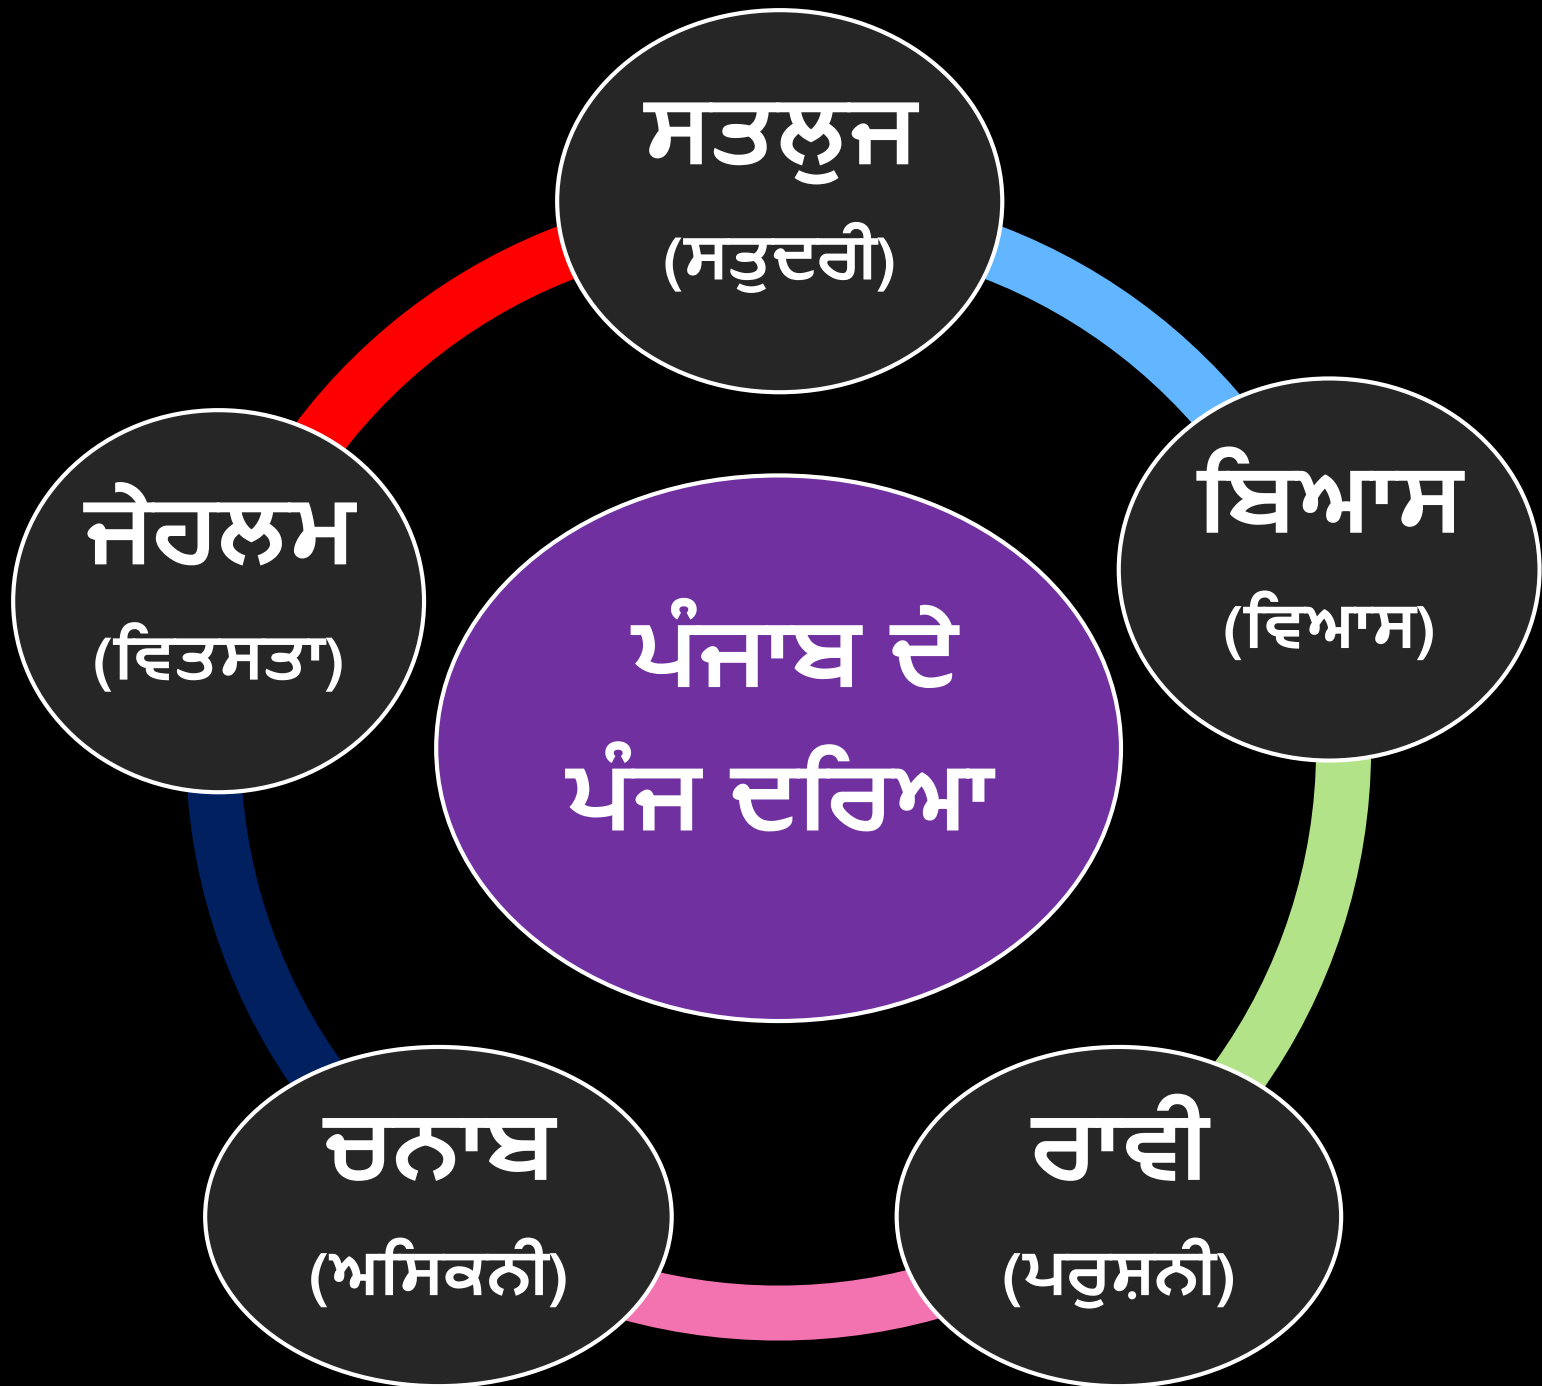 ਸਤਲੁਜ
(ਸਤੁਦਰੀ)
ਬਿਆਸ
(ਵਿਆਸ)
ਰਾਵੀ
(ਪਰੁਸ਼ਨੀ)
ਚਨਾਬ
(ਅਸਿਕਨੀ)
ਜੇਹਲਮ
(ਵਿਤਸਤਾ)
ਪੰਜਾਬ ਦੇ
ਪੰਜ ਦਰਿਆ